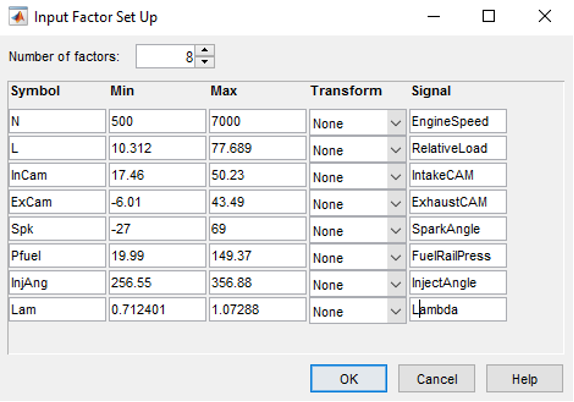 Input Factor Set Up
Number of factors: 8
Symbol Min Max Transform Signal
N 500 7000 None EngineSpeed
L 10.312 77.689 None RelativeLoad
InCam 17.46 50.23 None IntakeCAM
ExCam -6.01 43.49 None ExhaustCAM
Spk -27 69 None SparkAngle
Pfuel 19.99 149.37 None FuelRailPress
InjAng 256.55 356.88 None InjectAngle
Lam 0.712401 1.07288 None Lambda
OK Cancel Help